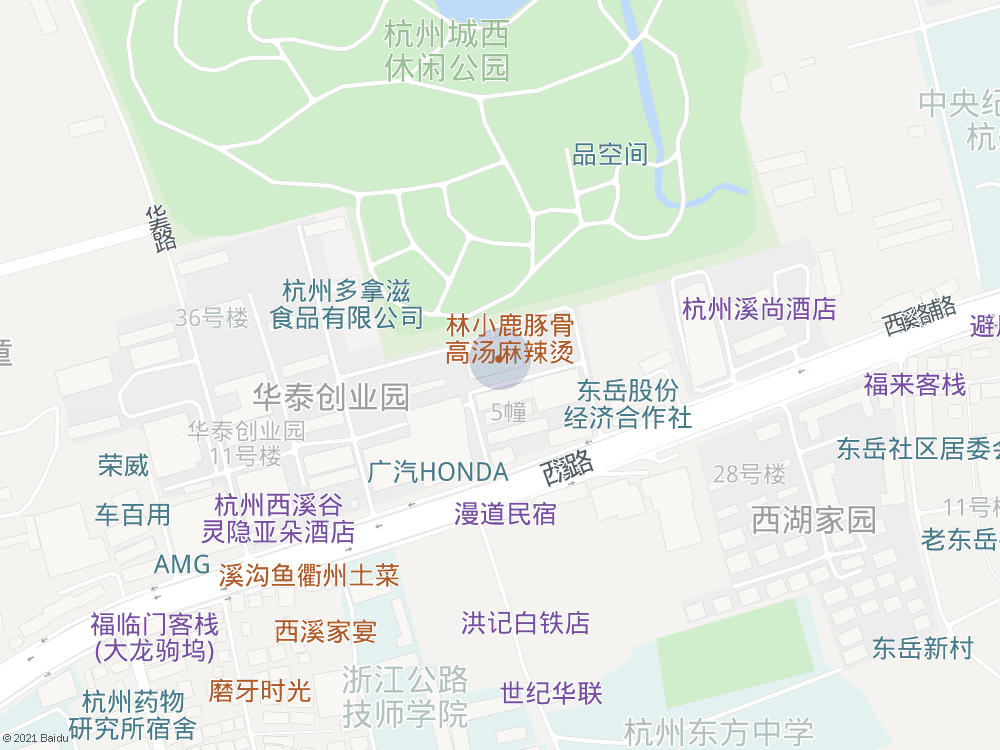 杭州城西
休闲公园
中央纪
杭州
品空间
华泰路
杭州多拿滋
食品有限公司
36号楼
林小鹿豚骨
高汤麻辣烫
杭州溪尚酒店
西溪路辅路
避风
童
福来客栈
华泰创业园
5幢
东岳股份
经济合作社
华泰创业园
11号楼
东岳社区居委会
荣威
广汽HONDA
西溪路
28号楼
杭州西溪谷
灵隐亚朵酒店
车百用
漫道民宿
西湖家园
11号楼
老东岳
AMG
溪沟鱼衢州土菜
福临门客栈
(大龙驹坞)
西溪家宴
洪记白铁店
东岳新村
浙江公路
技师学院
磨牙时光
世纪华联
杭州药物
研究所宿舍
杭州东方中学
© 2021 Baidu